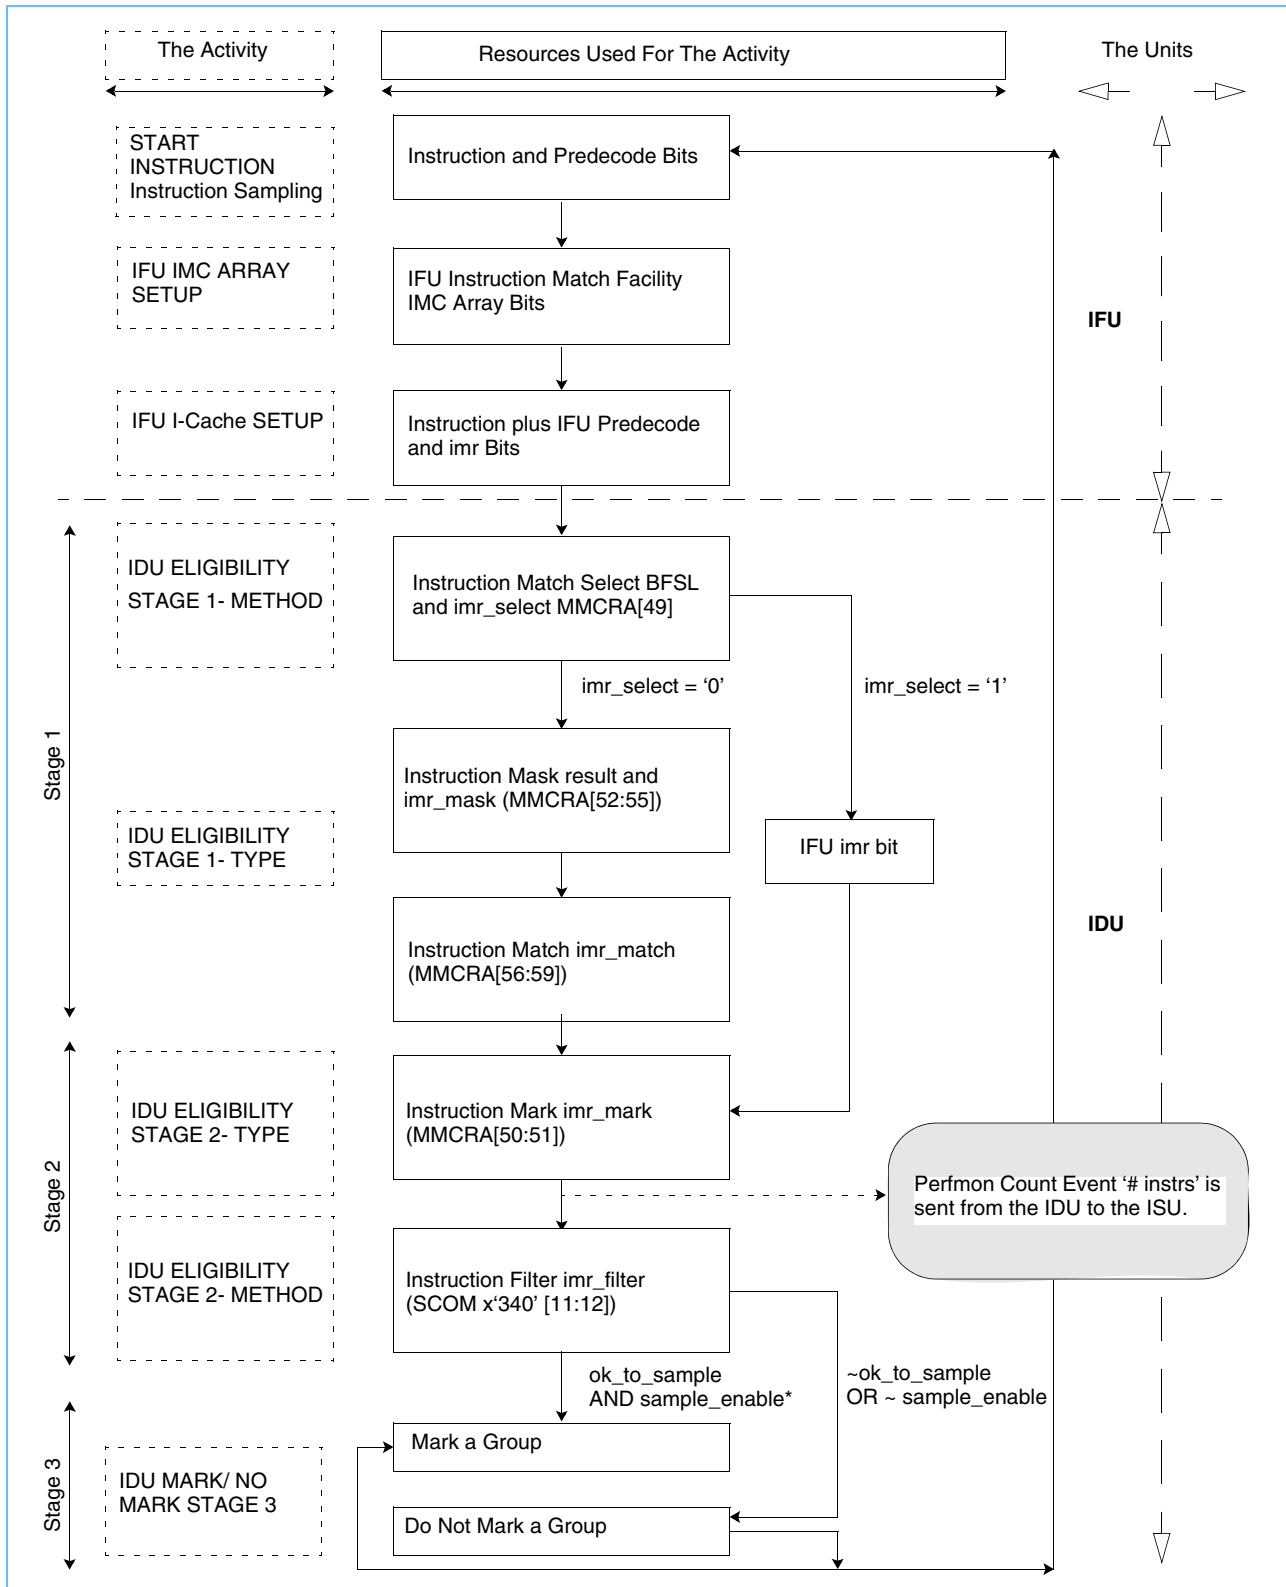 The Activity
Resources Used For The Activity
The Units
START
INSTRUCTION
Instruction Sampling
Instruction and Predecode Bits
IFU IMC ARRAY
SETUP
IFU Instruction Match Facility
IMC Array Bits
IFU
IFU I-Cache SETUP
Instruction plus IFU Predecode
and imr Bits
Stage 1
IDU ELIGIBILITY
STAGE 1- METHOD
Instruction Match Select BFSL
and imr_select MMCRA[49]
imr_select = ‘0’
imr_select = ‘1’
Instruction Mask result and
imr_mask (MMCRA[52:55])
IDU ELIGIBILITY
STAGE 1- TYPE
IFU imr bit
Instruction Match imr_match
(MMCRA[56:59])
IDU
Stage 2
IDU ELIGIBILITY
STAGE 2- TYPE
Instruction Mark imr_mark
(MMCRA[50:51])
Perfmon Count Event ‘# instrs’ is
sent from the IDU to the ISU.
IDU ELIGIBILITY
STAGE 2- METHOD
Instruction Filter imr_filter
(SCOM x‘340’ [11:12])
ok_to_sample
AND sample_enable*
~ok_to_sample
OR ~ sample_enable
Stage 3
Mark a Group
IDU MARK/ NO
MARK STAGE 3
Do Not Mark a Group